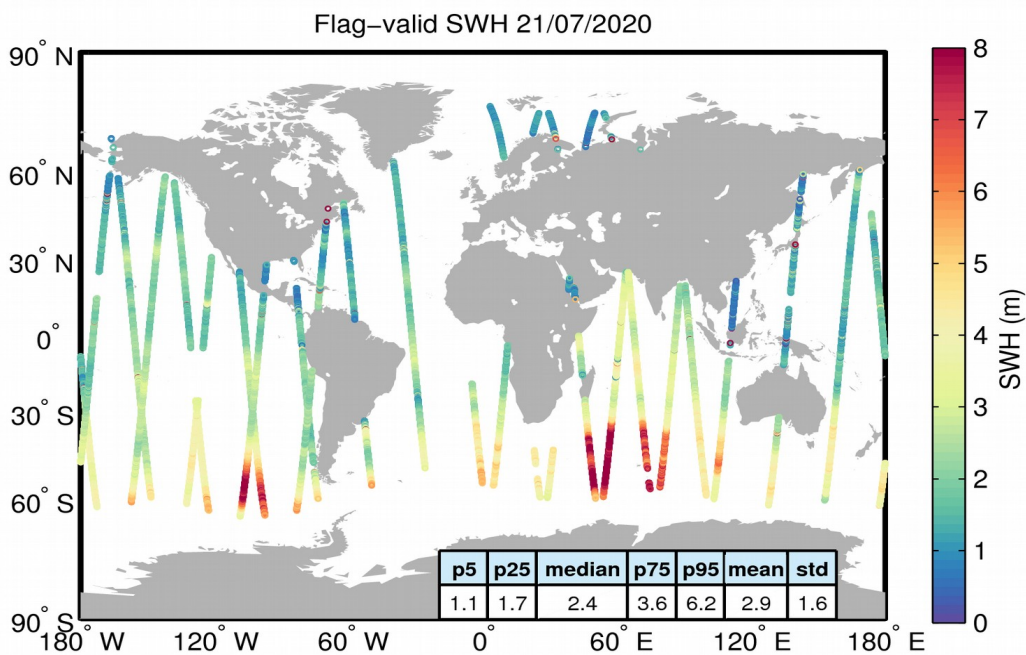 Flag−valid SWH 21/07/2020
90° N
60° N
30° N
0°
30° S
60° S
90° S
180° W
120° W
60° W
0°
60° E
120° E
180° E
p5 p25 median p75 p95 mean std
1.1 1.7 2.4 3.6 6.2 2.9 1.6
8
7
6
5
4
3
2
1
0
SWH (m)